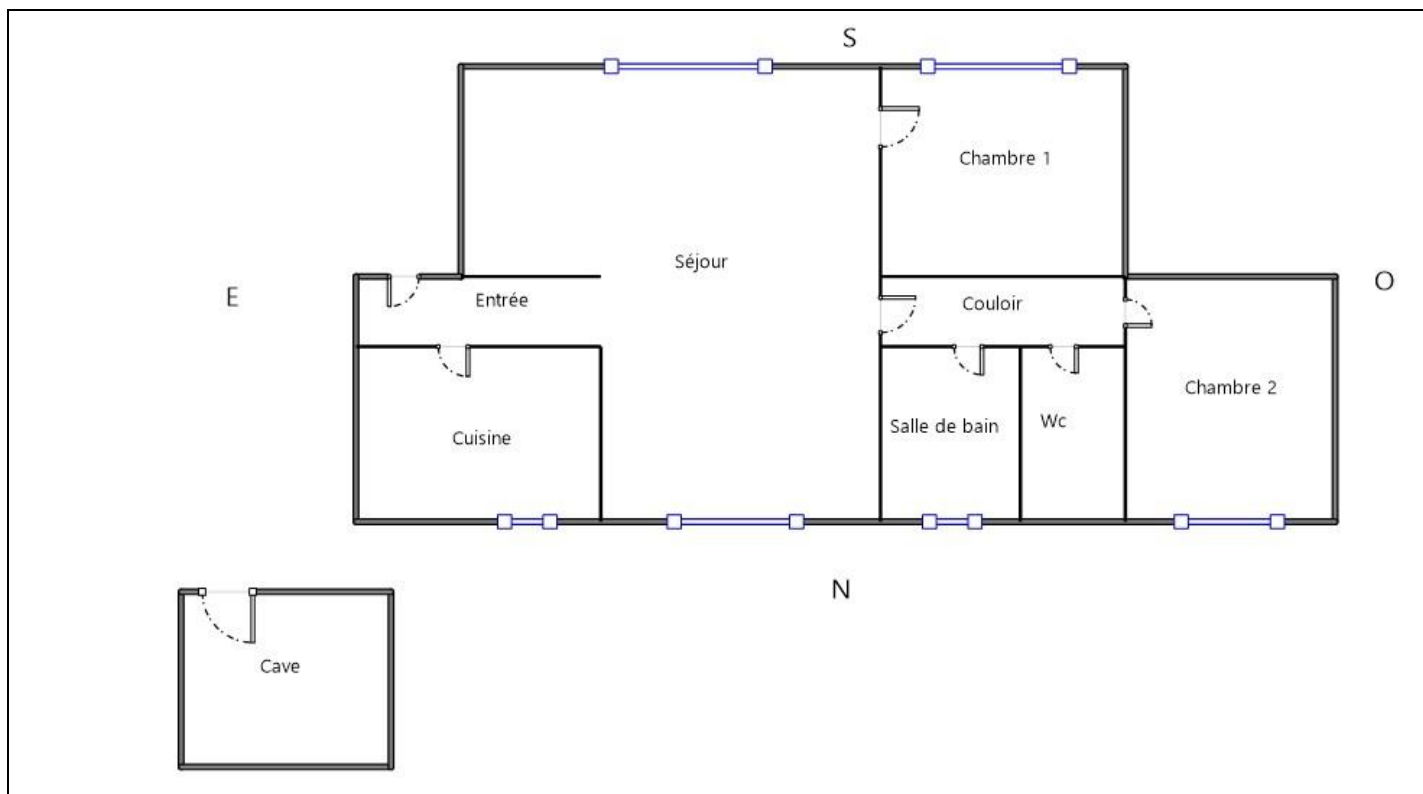 S
Chambre 1
Séjour
E
Entrée
Couloir
O
Chambre 2
Cuisine
Salle de bain
Wc
N
Cave